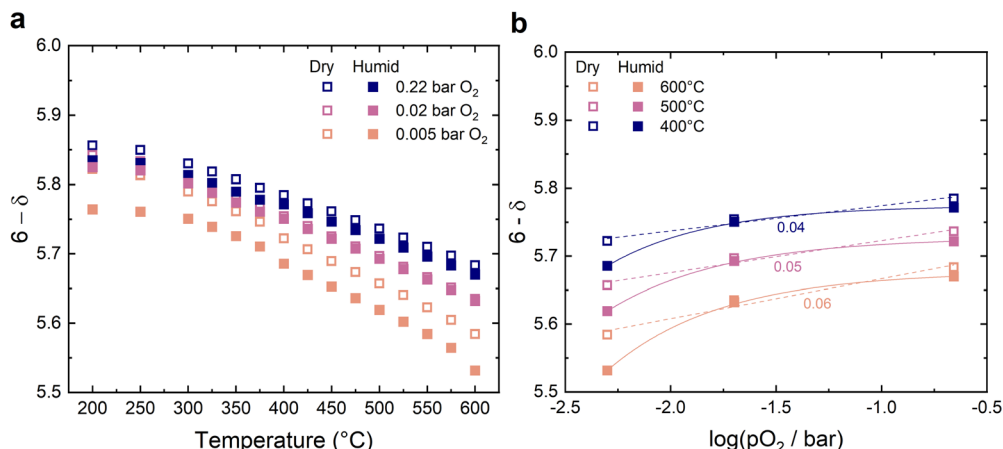 a
6.0
5.9
5.8
5.7
5.6
5.5
6 – δ
Dry Humid
0.22 bar O₂
0.02 bar O₂
0.005 bar O₂
200 250 300 350 400 450 500 550 600
Temperature (°C)
b
6.0
5.9
5.8
5.7
5.6
5.5
6 - δ
Dry Humid
600°C
500°C
400°C
0.04
0.05
0.06
-2.5 -2.0 -1.5 -1.0 -0.5
log(pO₂ / bar)